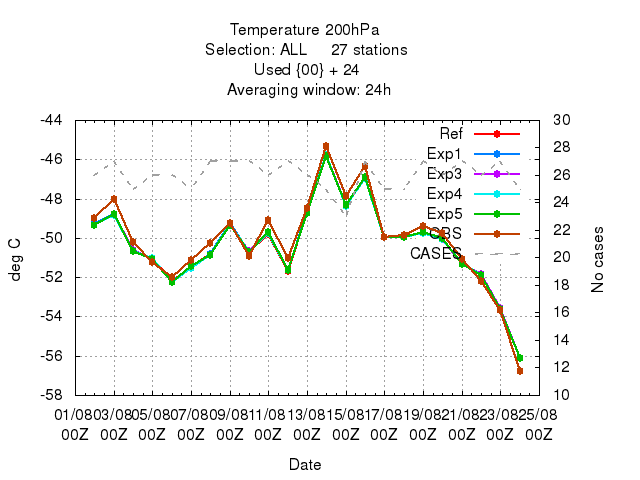 Temperature 200hPa
Selection: ALL 27 stations
Used {00} + 24
Averaging window: 24h
-44
-46
-48
-50
-52
-54
-56
-58
deg C
30
28
26
24
22
20
18
16
14
12
10
No cases
Ref
Exp1
Exp3
Exp4
Exp5
OBS
CASES
01/08 03/08 05/08 07/08 09/08 11/08 13/08 15/08 17/08 19/08 21/08 23/08 25/08
00Z 00Z 00Z 00Z 00Z 00Z 00Z 00Z 00Z 00Z 00Z 00Z 00Z
Date